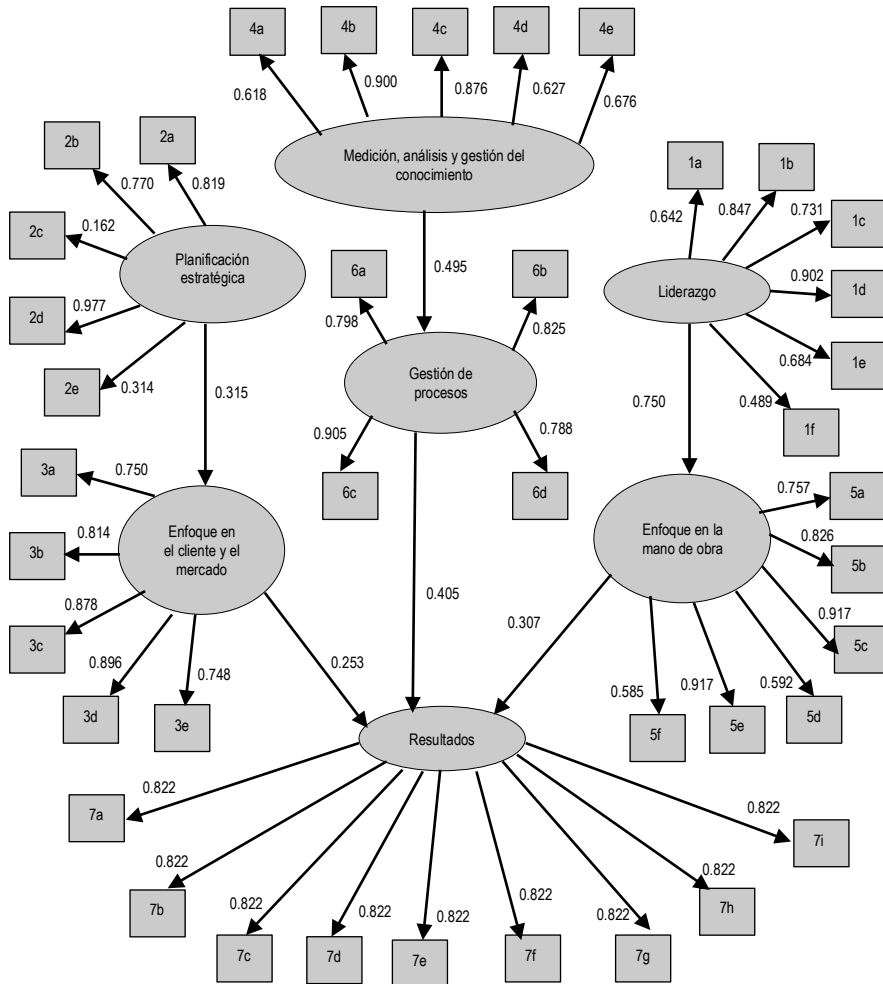 4a
4b
4c
4d
4e
0.618
0.900
0.876
0.627
0.676
Medición, análisis y gestión del
conocimiento
2b
2a
0.770
0.819
2c
0.162
Planificación
estratégica
2d
0.977
2e
0.314
0.315
0.495
6a
6b
0.798
0.825
Gestión de
procesos
0.905
0.788
6c
6d
0.405
1a
1b
1c
0.642
0.847
0.731
Liderazgo
0.902
1d
0.684
1e
0.489
1f
0.750
3a
0.750
3b
0.814
Enfoque en
el cliente y el
mercado
3c
0.878
0.896
0.748
3d
3e
0.253
Enfoque en la
mano de obra
0.757
5a
0.826
5b
0.917
5c
0.592
5d
0.917
5e
0.585
5f
0.307
Resultados
0.822
7a
0.822
7b
0.822
7c
0.822
7d
0.822
7e
0.822
7f
0.822
7g
0.822
7h
0.822
7i